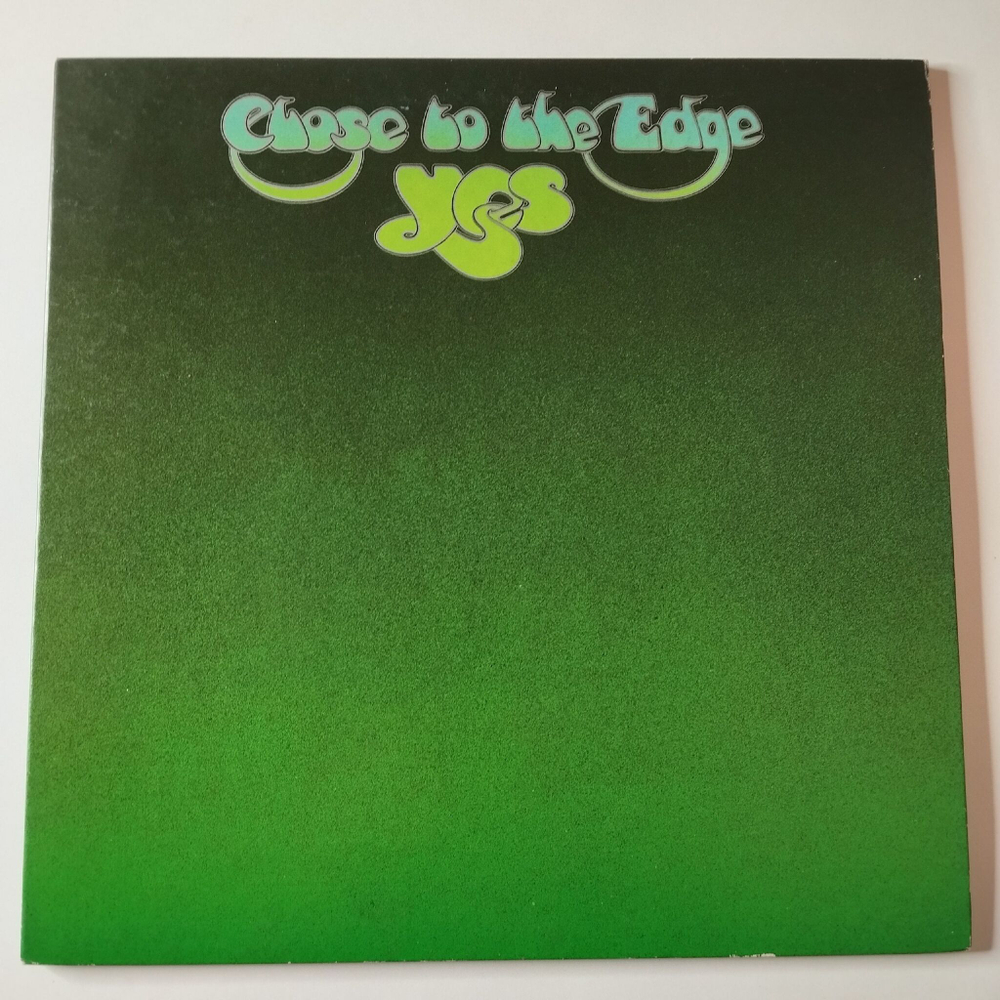 Close to the Edge
yes